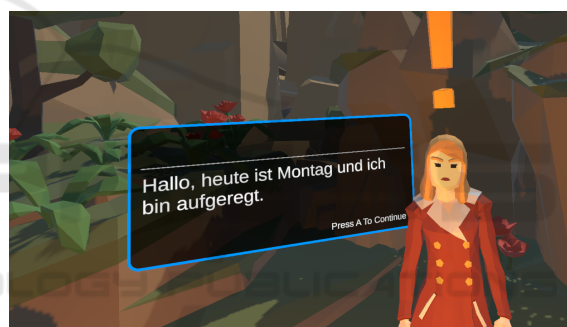 Hallo, heute ist Montag und ich
bin aufgeregt.
Press A To Continue